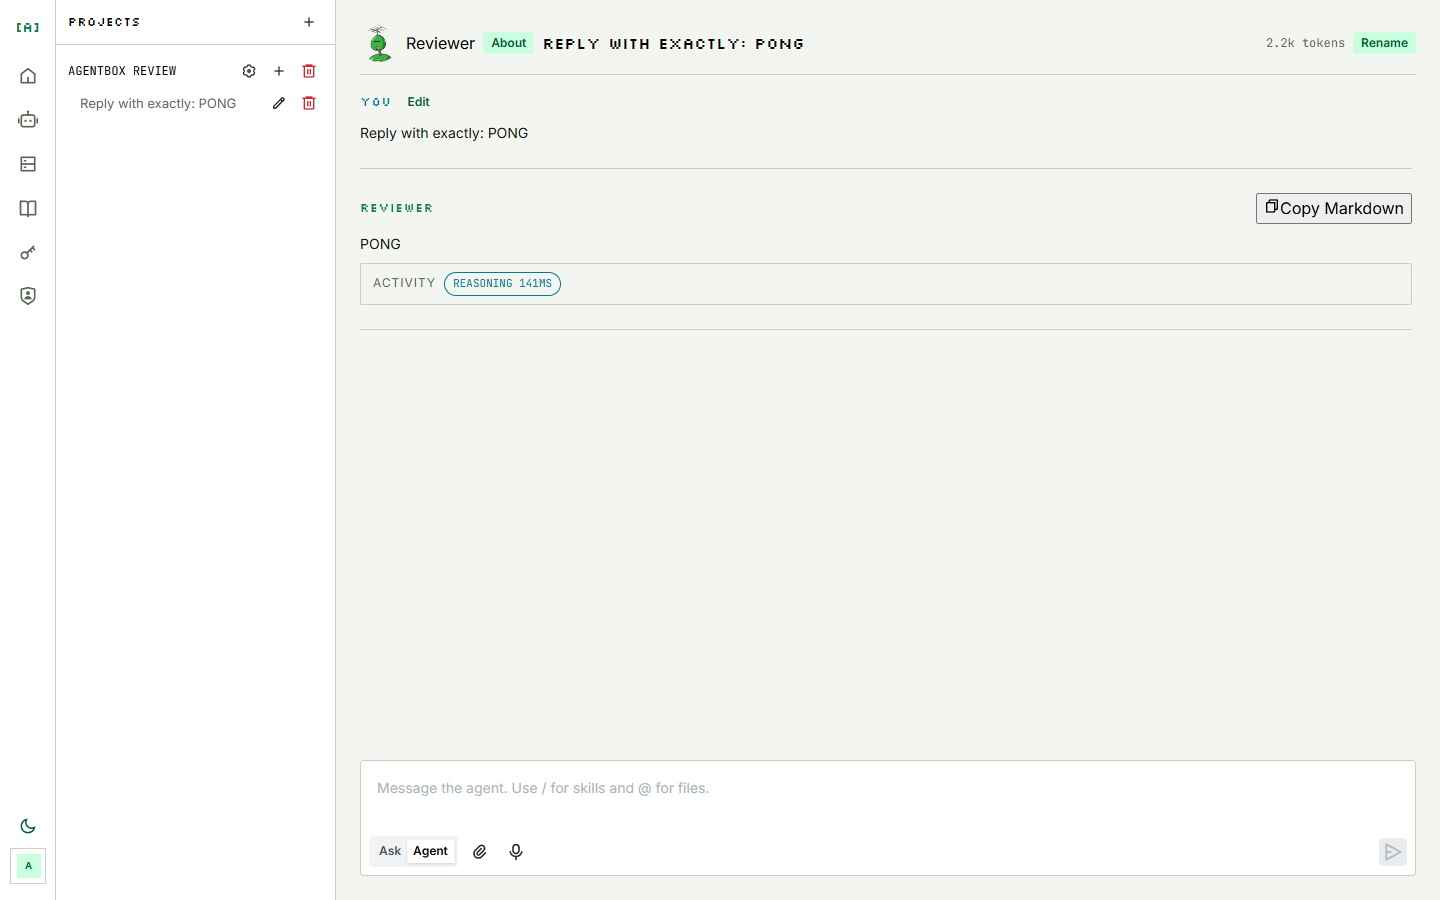 [A]
PROJECTS
AGENTBOX REVIEW
Reply with exactly: PONG
A
Reviewer About REPLY WITH EXACTLY: PONG 2.2k tokens Rename
YOU Edit
Reply with exactly: PONG
REVIEWER Copy Markdown
PONG
ACTIVITY REASONING 141MS
Message the agent. Use / for skills and @ for files.
Ask Agent